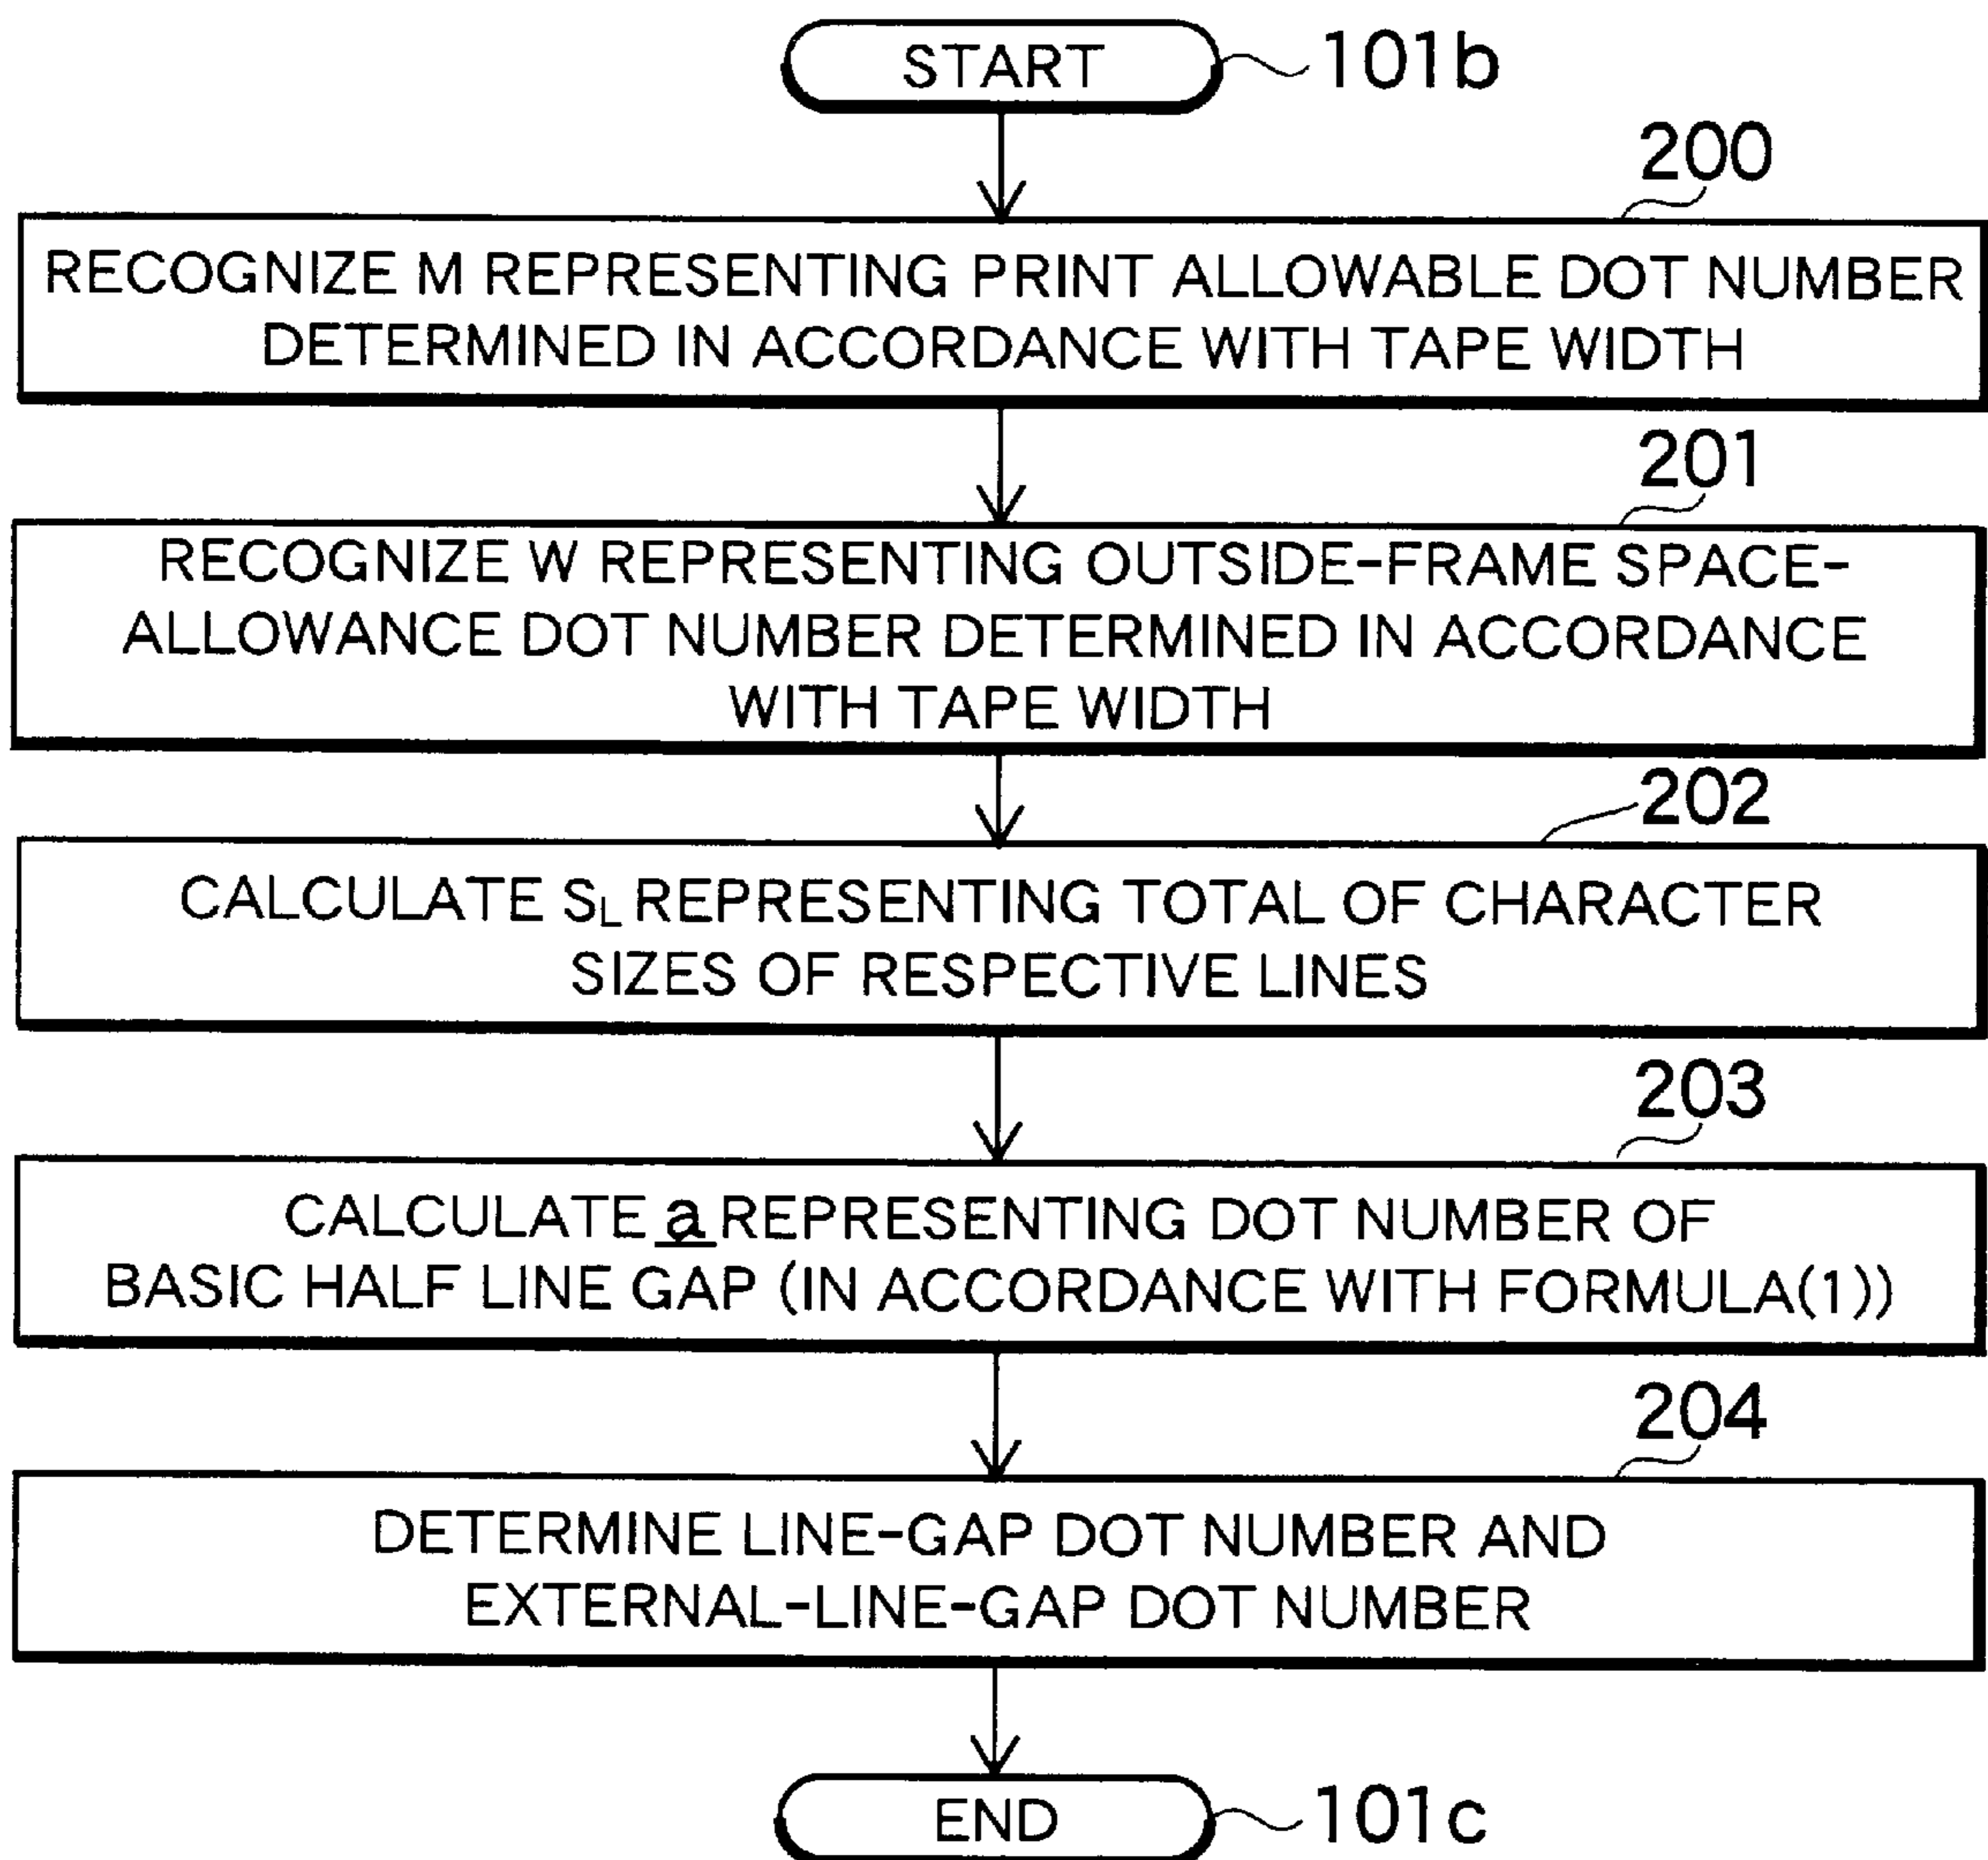 START
101b
200
RECOGNIZE M REPRESENTING PRINT ALLOWABLE DOT NUMBER
DETERMINED IN ACCORDANCE WITH TAPE WIDTH
201
RECOGNIZE W REPRESENTING OUTSIDE-FRAME SPACE-
ALLOWANCE DOT NUMBER DETERMINED IN ACCORDANCE
WITH TAPE WIDTH
202
CALCULATE SL REPRESENTING TOTAL OF CHARACTER
SIZES OF RESPECTIVE LINES
203
CALCULATE a REPRESENTING DOT NUMBER OF
BASIC HALF LINE GAP (IN ACCORDANCE WITH FORMULA(1))
204
DETERMINE LINE-GAP DOT NUMBER AND
EXTERNAL-LINE-GAP DOT NUMBER
END
101c